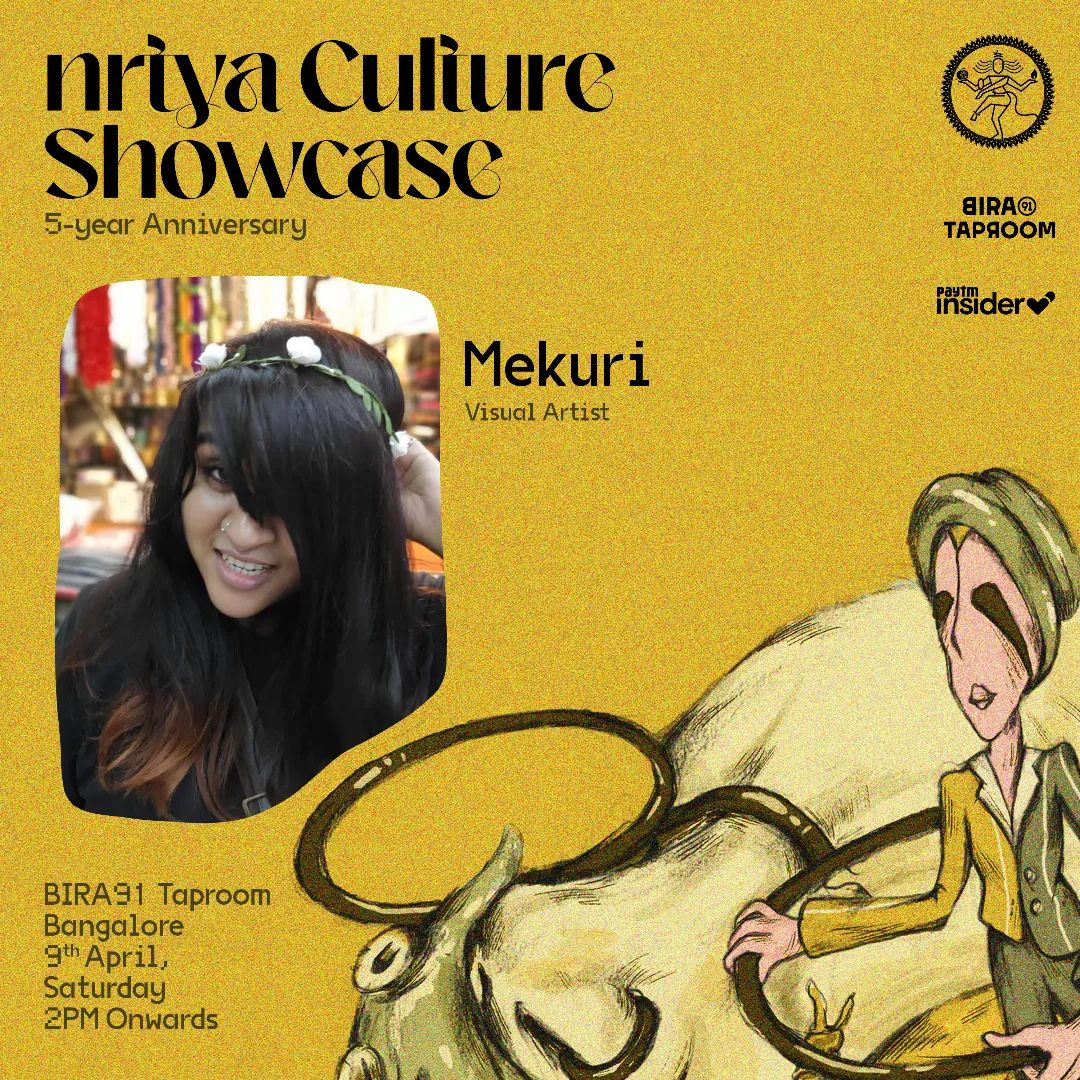 nritya Culture
Showcase
5-year Anniversary
BIRA 91
TAPROOM
Paytm
insider
Mekuri
Visual Artist
BIRA91 Taproom
Bangalore
9th April,
Saturday
2PM Onwards